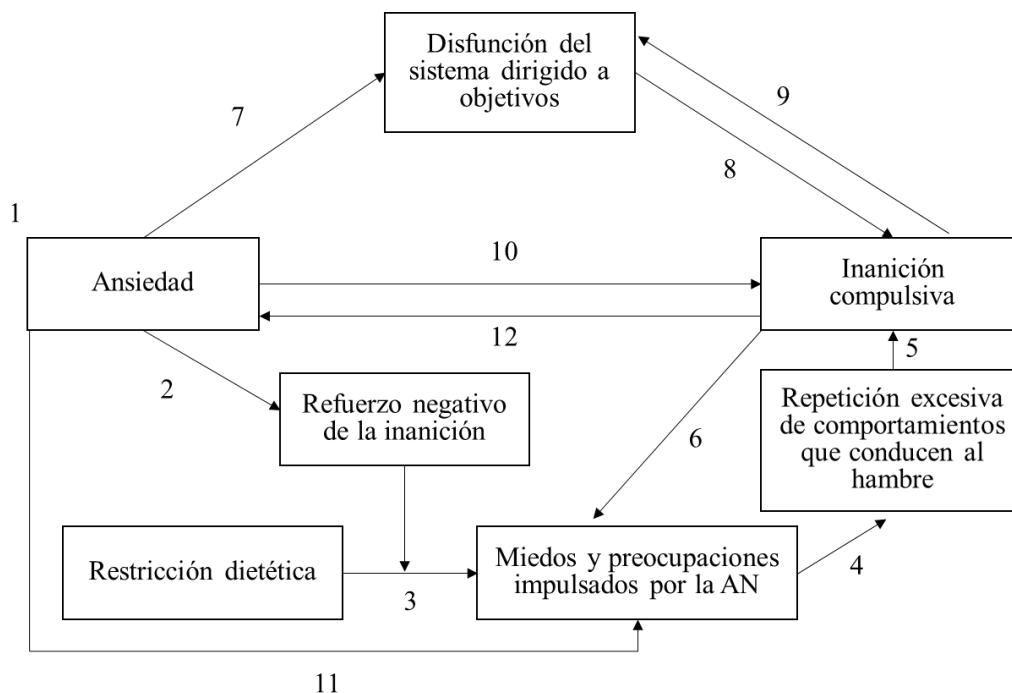 Disfunción del
sistema dirigido a
objetivos
7
9
8
1
Ansiedad
10
Inanición
compulsiva
12
2
5
Refuerzo negativo
de la inanición
Repetición excesiva
de comportamientos
que conducen al
hambre
6
Restricción dietética
3
Miedos y preocupaciones
impulsados por la AN
4
11